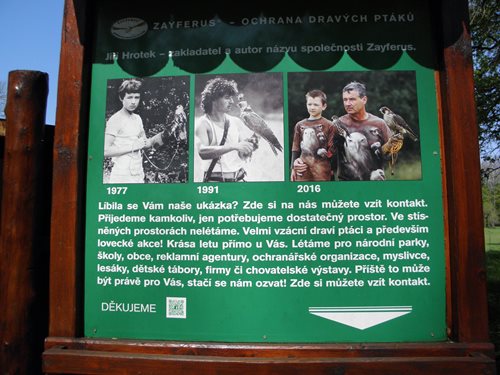 ZAYFERUS® - OCHRANA DRAVÝCH PTÁKŮ
Jiří Hrotek - zakladatel a autor názvu společnosti Zayferus.
1977
1991
2016
Líbila se Vám naše ukázka? Zde si na nás můžete vzít kontakt.
Přijedeme kamkoliv, jen potřebujeme dostatečný prostor. Ve stís-
něných prostorách nelétáme. Velmi vzácní draví ptáci a především
lovecké akce! Krása letu přímo u Vás. Létáme pro národní parky,
školy, obce, reklamní agentury, ochranářské organizace, myslivce,
lesáky, dětské tábory, firmy či chovatelské výstavy. Příště to může
být právě pro Vás, stačí se nám ozvat! Zde si můžete vzít kontakt.
DĚKUJEME